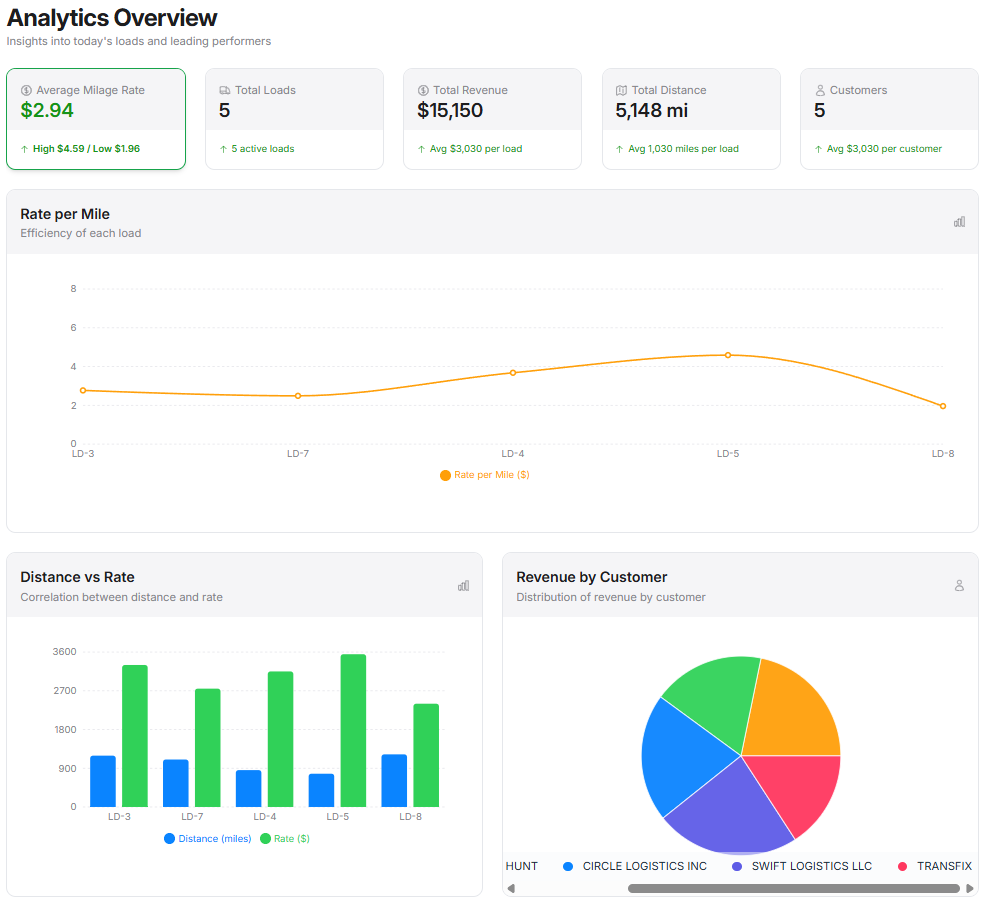 Analytics Overview
Insights into today's loads and leading performers
Average Milage Rate
$2.94
↑ High $4.59 / Low $1.96
Total Loads
5
↑ 5 active loads
Total Revenue
$15,150
↑ Avg $3,030 per load
Total Distance
5,148 mi
↑ Avg 1,030 miles per load
Customers
5
↑ Avg $3,030 per customer
Rate per Mile
Efficiency of each load
8
6
4
2
0
LD-3 LD-7 LD-4 LD-5 LD-8
Rate per Mile ($)
Distance vs Rate
Correlation between distance and rate
3600
2700
1800
900
0
LD-3 LD-7 LD-4 LD-5 LD-8
Distance (miles) Rate ($)
Revenue by Customer
Distribution of revenue by customer
HUNT CIRCLE LOGISTICS INC SWIFT LOGISTICS LLC TRANSFIX